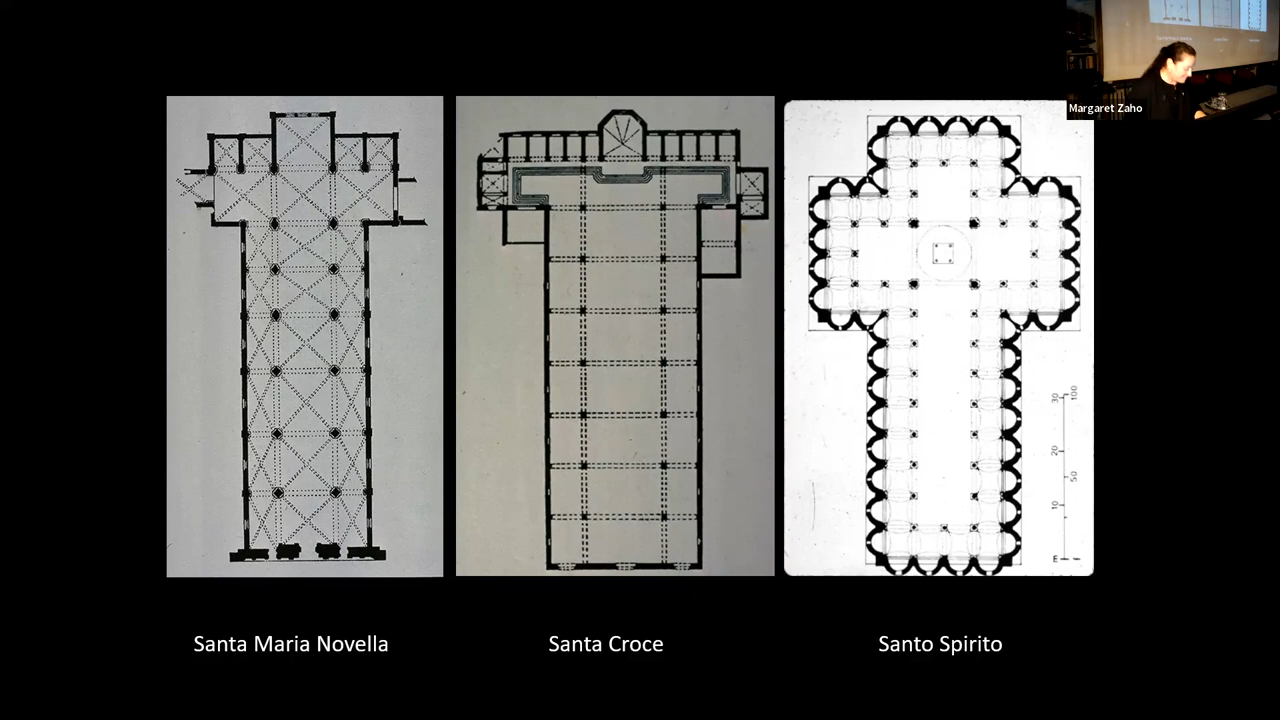 Margaret Zaho
30
100
20
50
10
Santa Maria Novella
Santa Croce
Santo Spirito